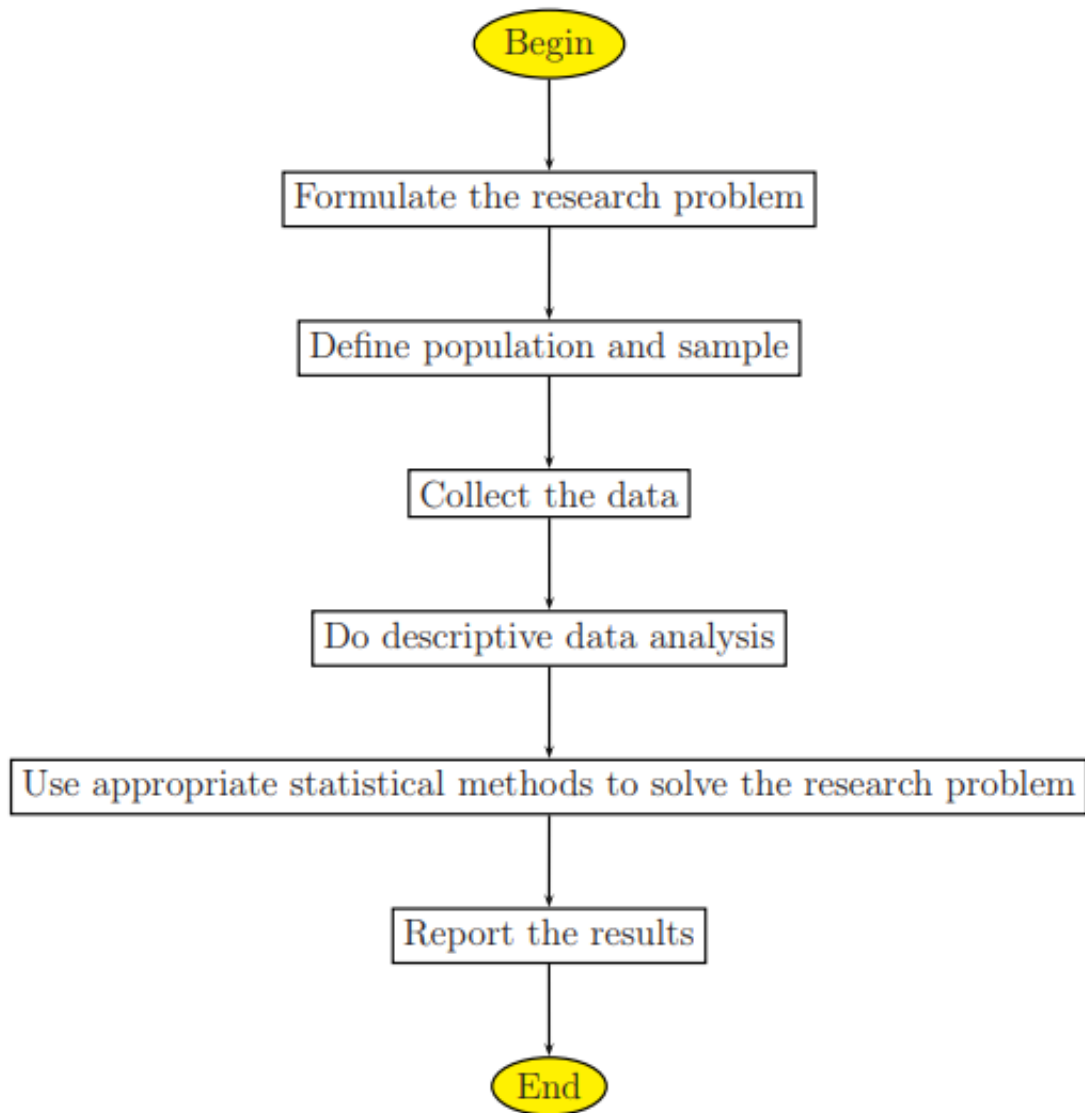 Begin
Formulate the research problem
Define population and sample
Collect the data
Do descriptive data analysis
Use appropriate statistical methods to solve the research problem
Report the results
End